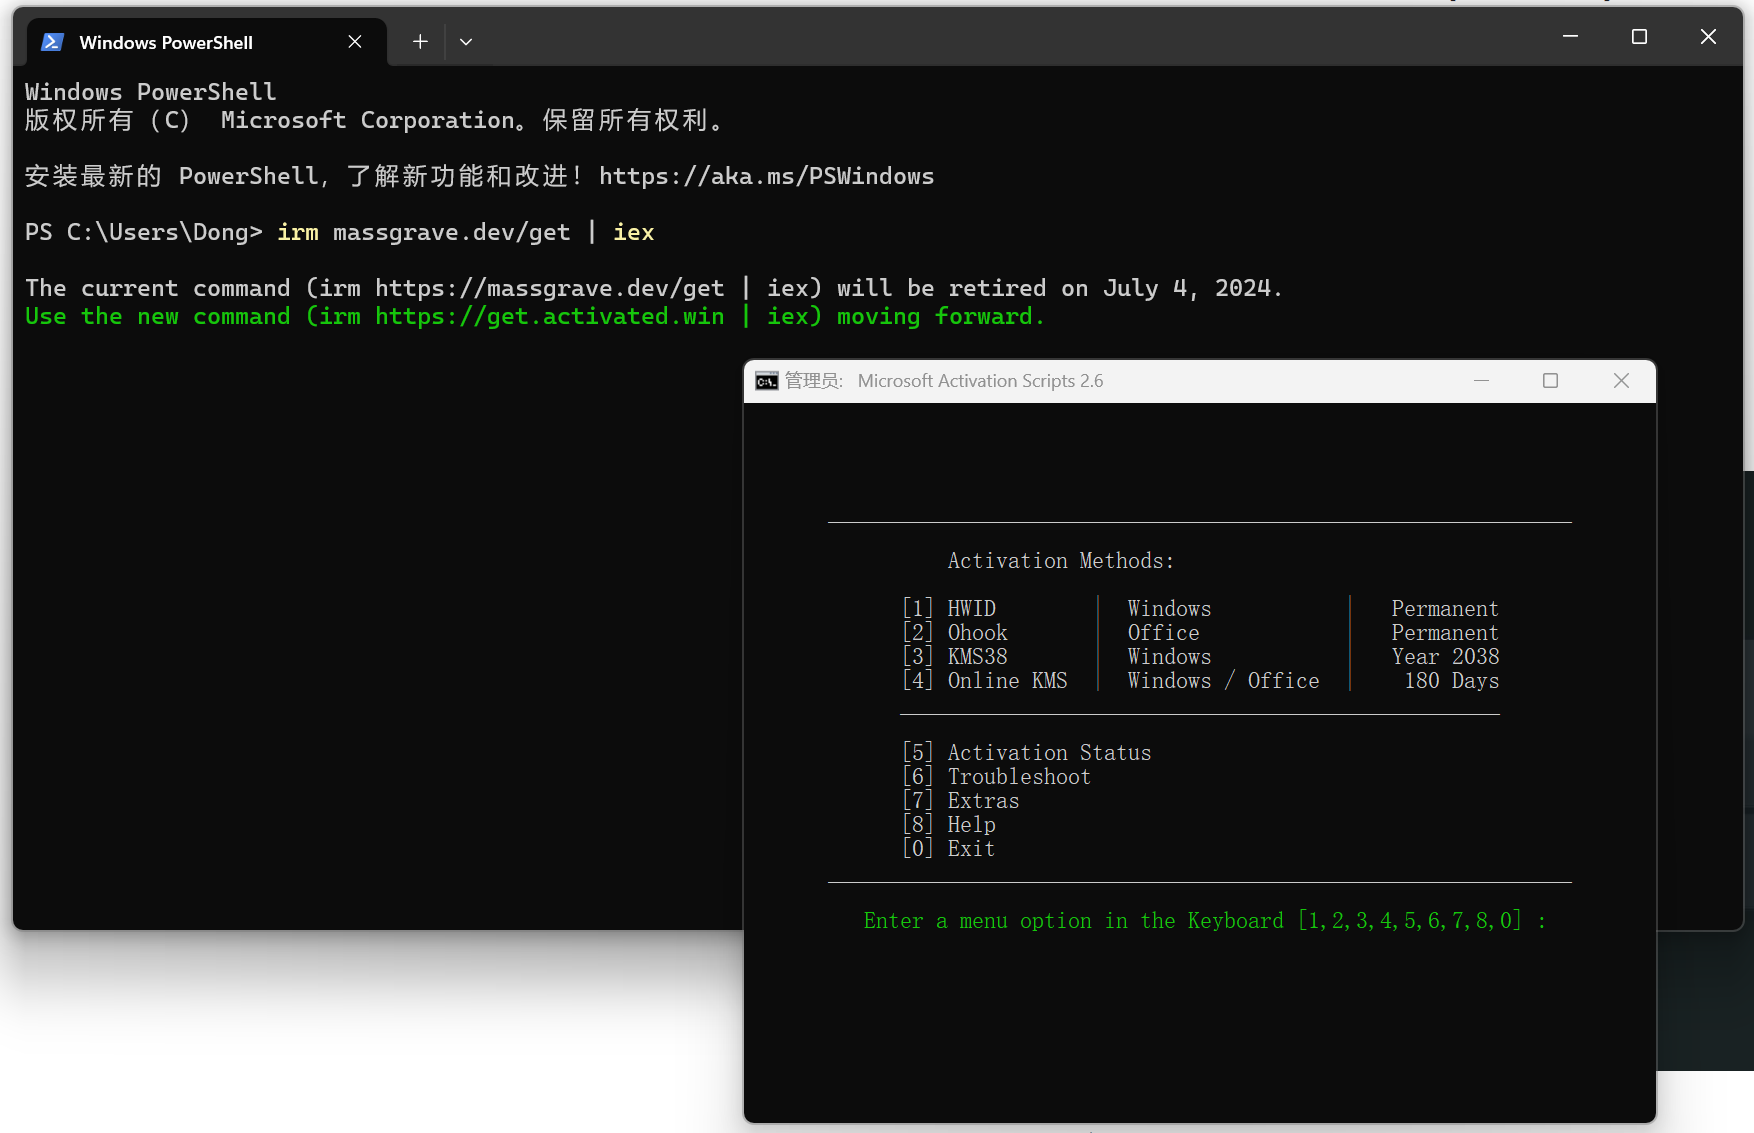 Windows PowerShell
Windows PowerShell
版权所有（C） Microsoft Corporation。保留所有权利。
安装最新的 PowerShell，了解新功能和改进！https://aka.ms/PSWindows
PS C:\Users\Dong> irm massgrave.dev/get | iex
The current command (irm https://massgrave.dev/get | iex) will be retired on July 4, 2024.
Use the new command (irm https://get.activated.win | iex) moving forward.
管理员: Microsoft Activation Scripts 2.6
Activation Methods:
[1] HWID | Windows | Permanent
[2] Ohook | Office | Permanent
[3] KMS38 | Windows | Year 2038
[4] Online KMS | Windows / Office | 180 Days
[5] Activation Status
[6] Troubleshoot
[7] Extras
[8] Help
[0] Exit
Enter a menu option in the Keyboard [1,2,3,4,5,6,7,8,0] :